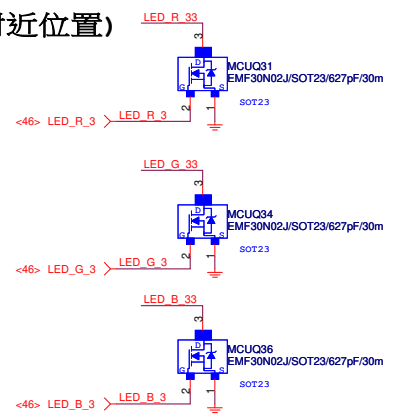 附近位置)
LED_R_33
3
MCUQ31
D
EMF30N02J/SOT23/627pF/30m
G S
SOT23
2 1
<46> LED_R_3 LED_R_3
LED_G_33
3
MCUQ34
D
EMF30N02J/SOT23/627pF/30m
G S
SOT23
2 1
<46> LED_G_3 LED_G_3
LED_B_33
3
MCUQ36
D
EMF30N02J/SOT23/627pF/30m
G S
SOT23
2 1
<46> LED_B_3 LED_B_3